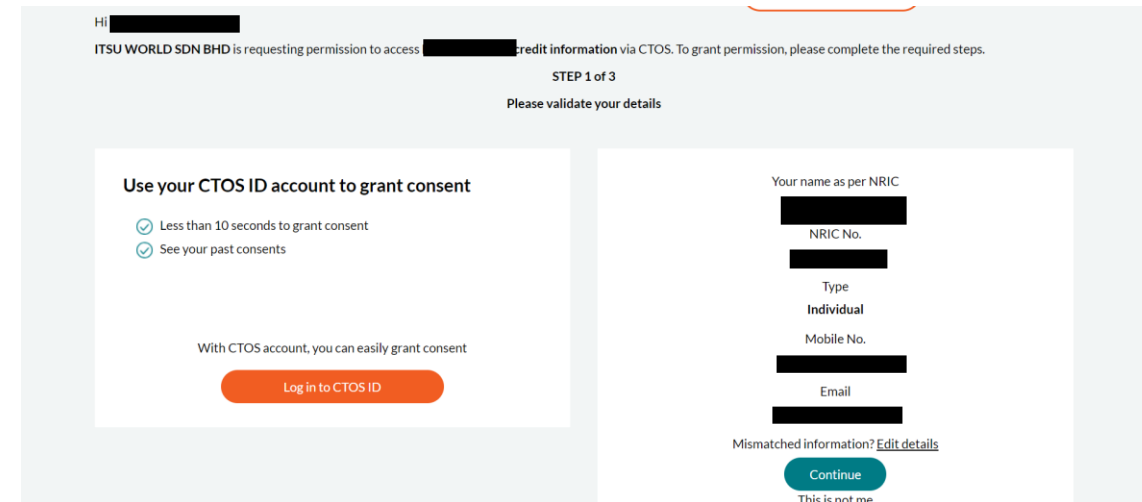 Hi
ITSU WORLD SDN BHD is requesting permission to access credit information via CTOS. To grant permission, please complete the required steps.
STEP 1 of 3
Please validate your details
Use your CTOS ID account to grant consent
Less than 10 seconds to grant consent
See your past consents
With CTOS account, you can easily grant consent
Log in to CTOS ID
Your name as per NRIC
NRIC No.
Type
Individual
Mobile No.
Email
Mismatched information? Edit details
Continue
This is not me